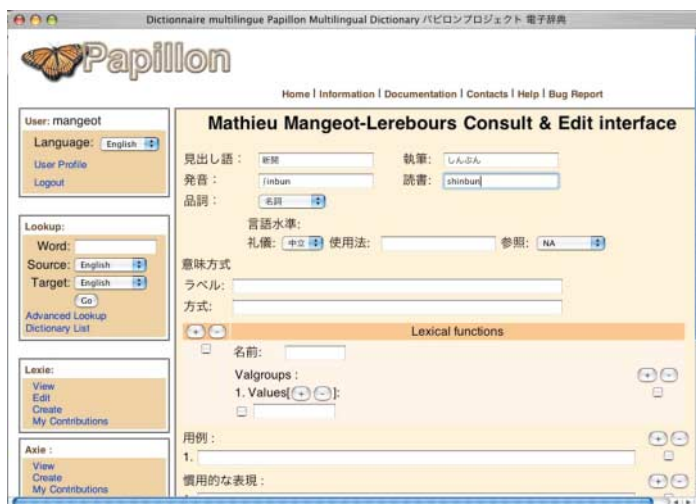 Dictionnaire multilingue Papillon Multilingual Dictionary パピロンプロジェクト 電子辞典
Papillon
Home | Information | Documentation | Contacts | Help | Bug Report
User: mangeot
Language: English
User Profile
Logout
Lookup:
Word:
Source: English
Target: English
Go
Advanced Lookup
Dictionary List
Lexie:
View
Edit
Create
My Contributions
Axie :
View
Create
My Contributions
Mathieu Mangeot-Lerebours Consult & Edit interface
見出し語： 新聞 執筆: しんぶん
発音： ʃinbun 読書: shinbun
品詞： 名詞
言語水準:
礼儀: 中立 使用法: 参照: NA
意味方式
ラベル:
方式:
+ - Lexical functions
名前:
Valgroups : + -
1. Values[ + - ]:
用例 : + -
1.
慣用的な表現 : + -